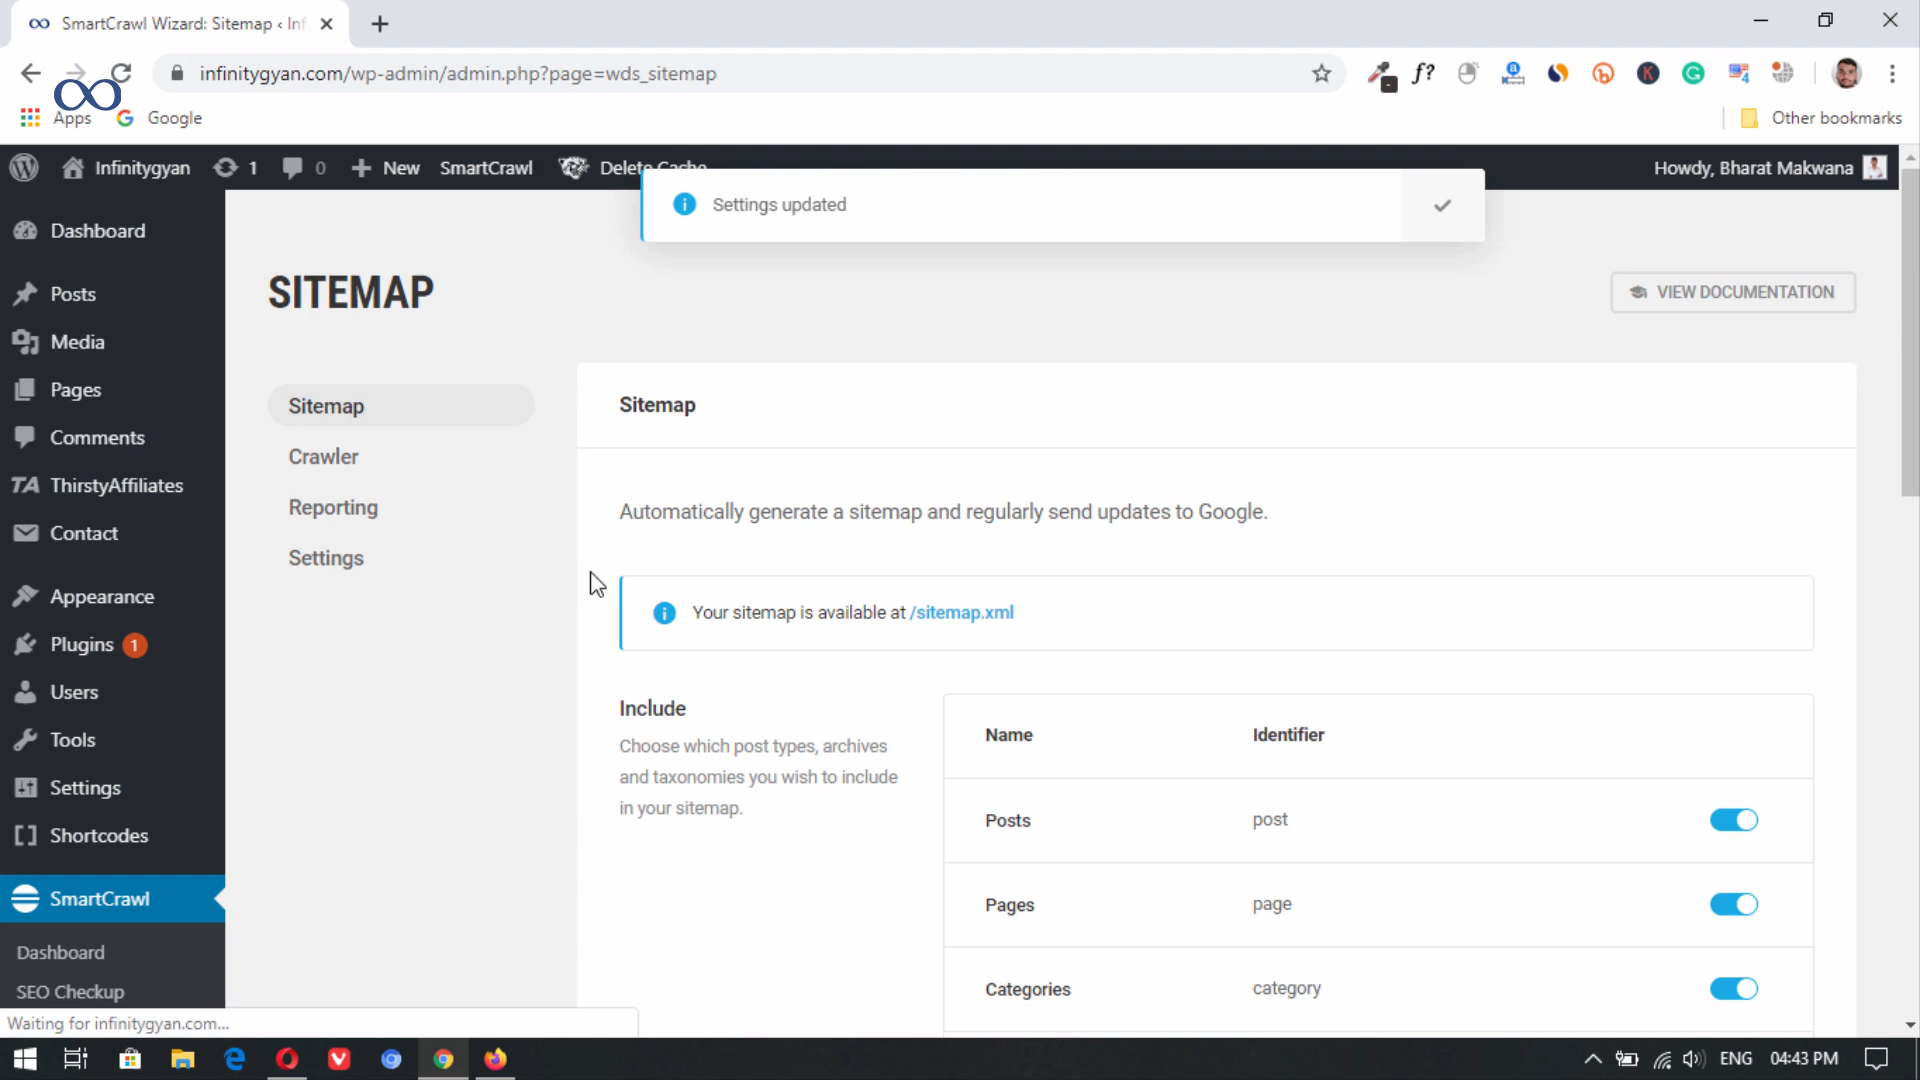 SmartCrawl Wizard: Sitemap ‹ Inf
infinitygyan.com/wp-admin/admin.php?page=wds_sitemap
Apps
Google
Other bookmarks
Infinitygyan
1
0
New
SmartCrawl
Delete Cache
Howdy, Bharat Makwana
Settings updated
Dashboard
Posts
Media
Pages
Comments
ThirstyAffiliates
Contact
Appearance
Plugins 1
Users
Tools
Settings
Shortcodes
SmartCrawl
Dashboard
SEO Checkup
SITEMAP
VIEW DOCUMENTATION
Sitemap
Crawler
Reporting
Settings
Sitemap
Automatically generate a sitemap and regularly send updates to Google.
Your sitemap is available at /sitemap.xml
Include
Choose which post types, archives
and taxonomies you wish to include
in your sitemap.
Name Identifier
Posts post
Pages page
Categories category
Waiting for infinitygyan.com...
ENG 04:43 PM